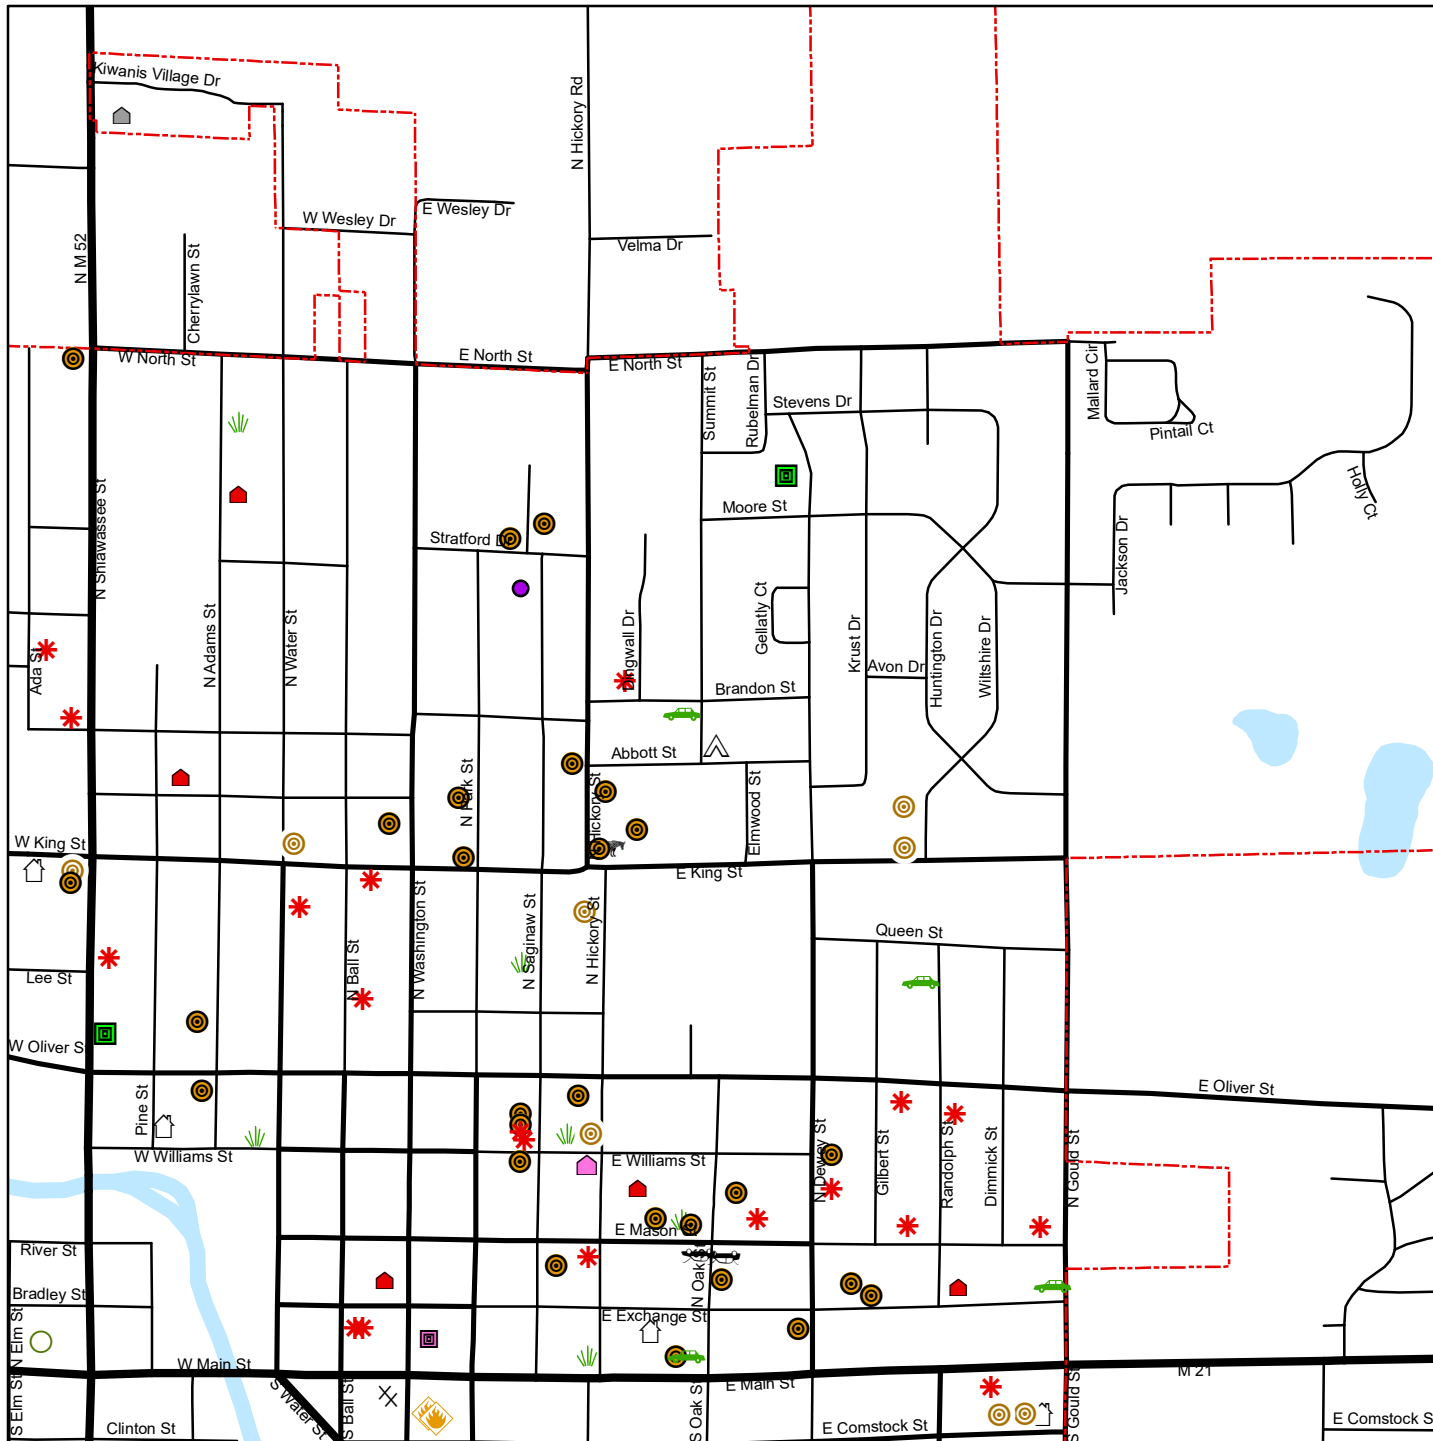 Kiwanis Village Dr
N Hickory Rd
E Wesley Dr
W Wesley Dr
N M 52
Cherrylawn St
Velma Dr
W North St
E North St
E North St
Summit St
Rubelman Dr
Stevens Dr
Mallard Cir
Pintail Ct
Holly Ct
N Shiawassee St
Moore St
Stratford D
Jackson Dr
N Adams St
N Water St
Dingwall Dr
Gellatly Ct
Krust Dr
Avon Dr
Huntington Dr
Wiltshire Dr
Ada St
Brandon St
Abbott St
N Park St
Hickory St
Elmwood St
W King St
E King St
N Washington St
N Saginaw St
N Hickory St
Queen St
N Ball St
Lee St
W Oliver St
E Oliver St
Pine St
W Williams St
E Williams St
N Dewey St
Gilbert St
Randolph St
Dimmick St
N Gould St
E Mason St
River St
N Oak St
Bradley St
E Exchange St
N Elm St
W Main St
M 21
E Main St
S Elm St
S Water St
S Ball St
S Oak St
S Gould St
Clinton St
E Comstock St
E Comstock S